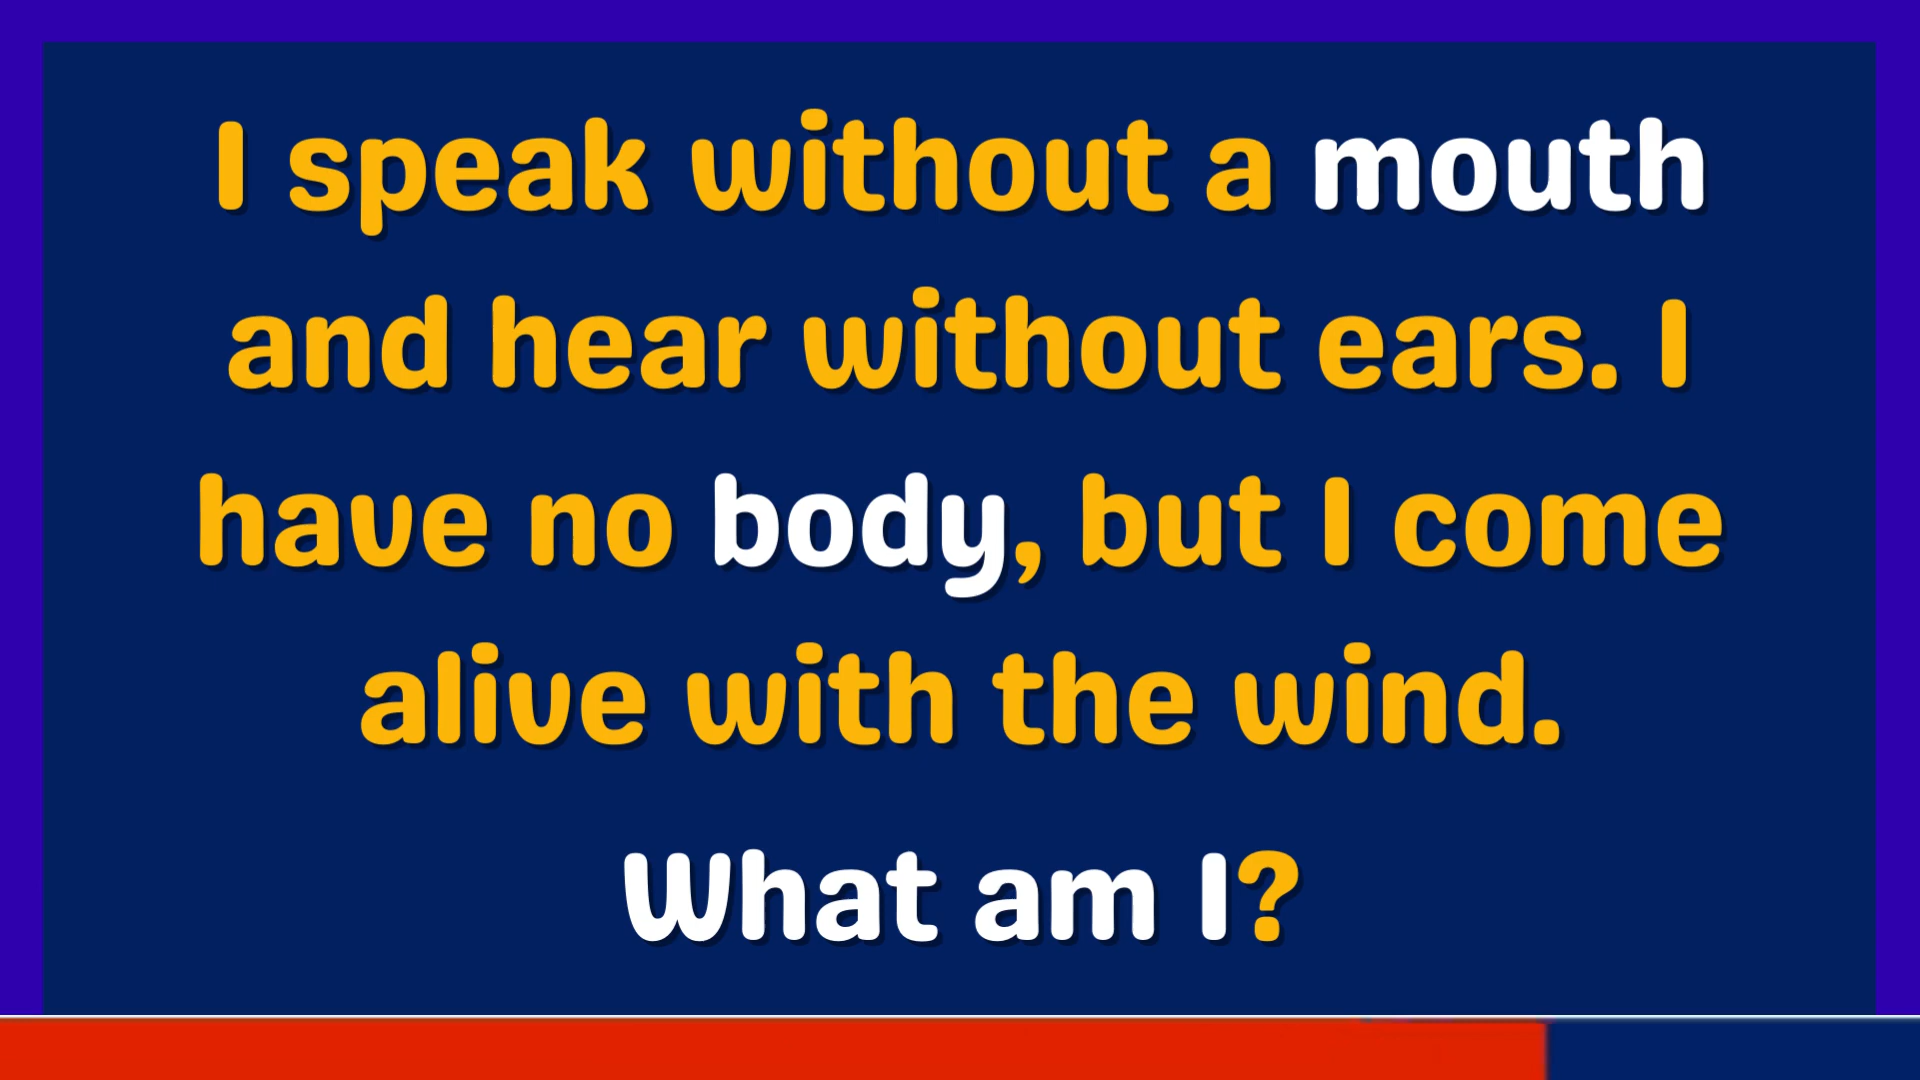 I speak without a mouth
and hear without ears. I
have no body, but I come
alive with the wind.
What am I?